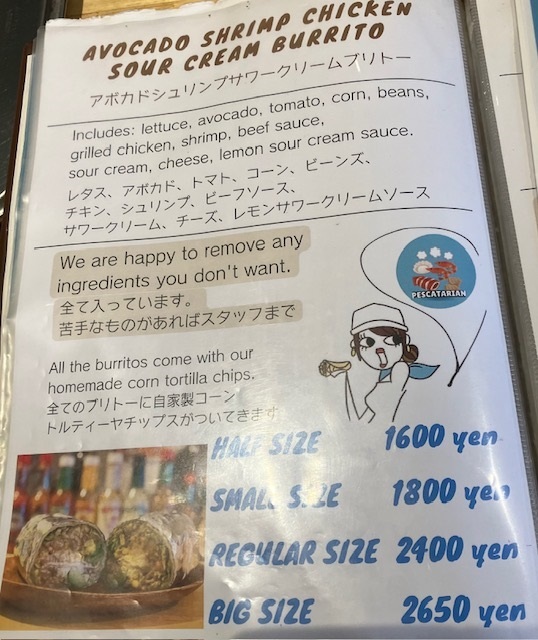 AVOCADO SHRIMP CHICKEN
SOUR CREAM BURRITO
アボカドシュリンプサワークリームブリトー
Includes: lettuce, avocado, tomato, corn, beans,
grilled chicken, shrimp, beef sauce,
sour cream, cheese, lemon sour cream sauce.
レタス、アボカド、トマト、コーン、ビーンズ、
チキン、シュリンプ、ビーフソース、
サワークリーム、チーズ、レモンサワークリームソース
We are happy to remove any
ingredients you don't want.
全て入っています。
苦手なものがあればスタッフまで
PESCATARIAN
All the burritos come with our
homemade corn tortilla chips.
全てのブリトーに自家製コーン
トルティーヤチップスがついてきます
HALF SIZE 1600 yen
SMALL SIZE 1800 yen
REGULAR SIZE 2400 yen
BIG SIZE 2650 yen